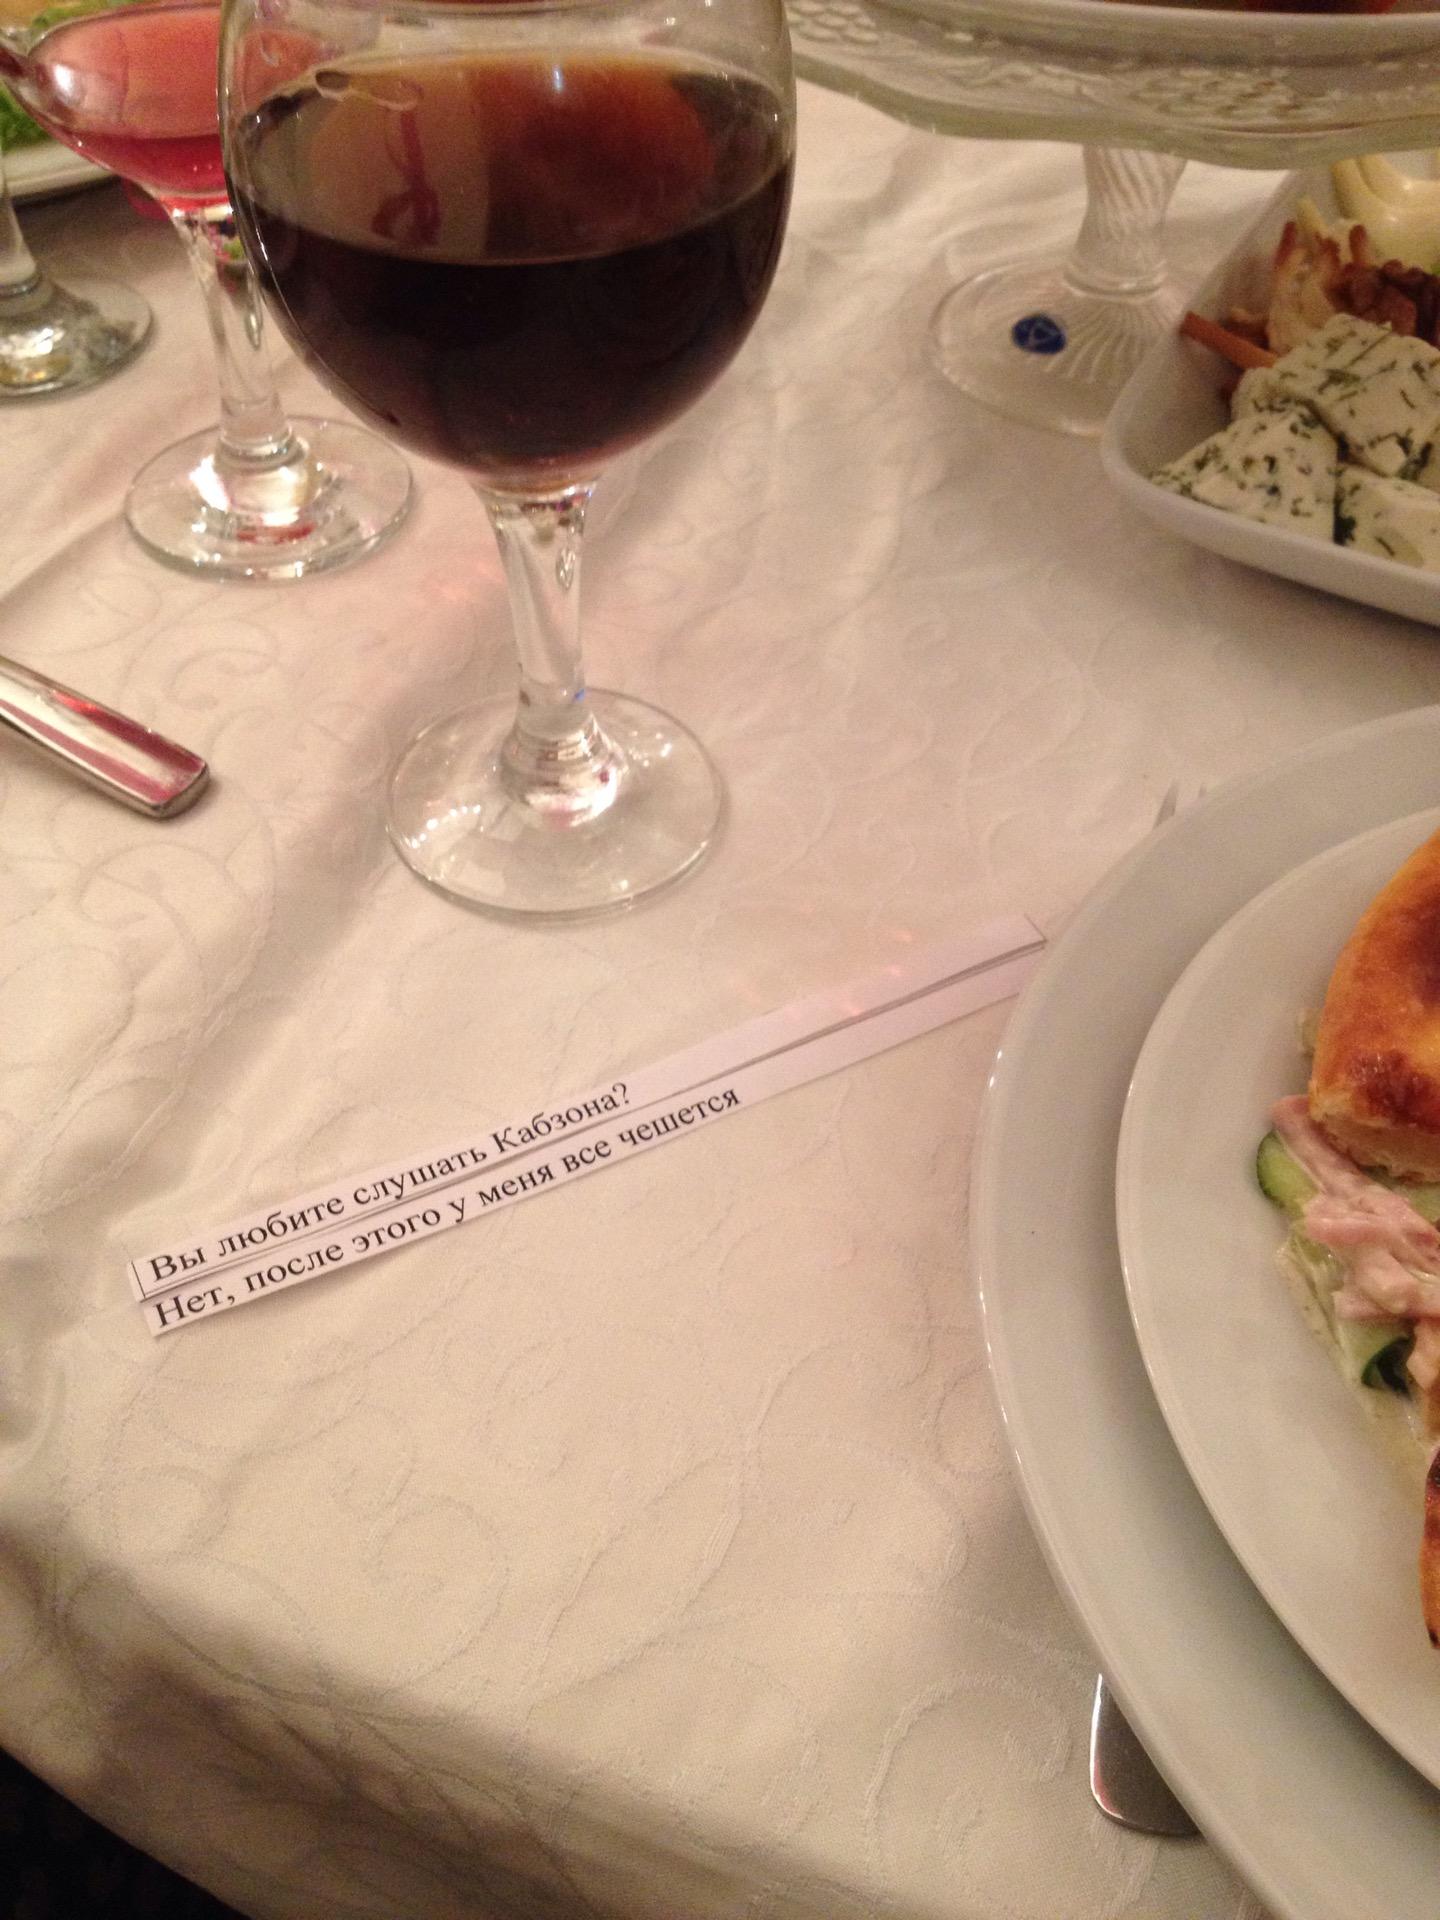 Вы любите слушать Кабзона?
Нет, после этого у меня все чешется